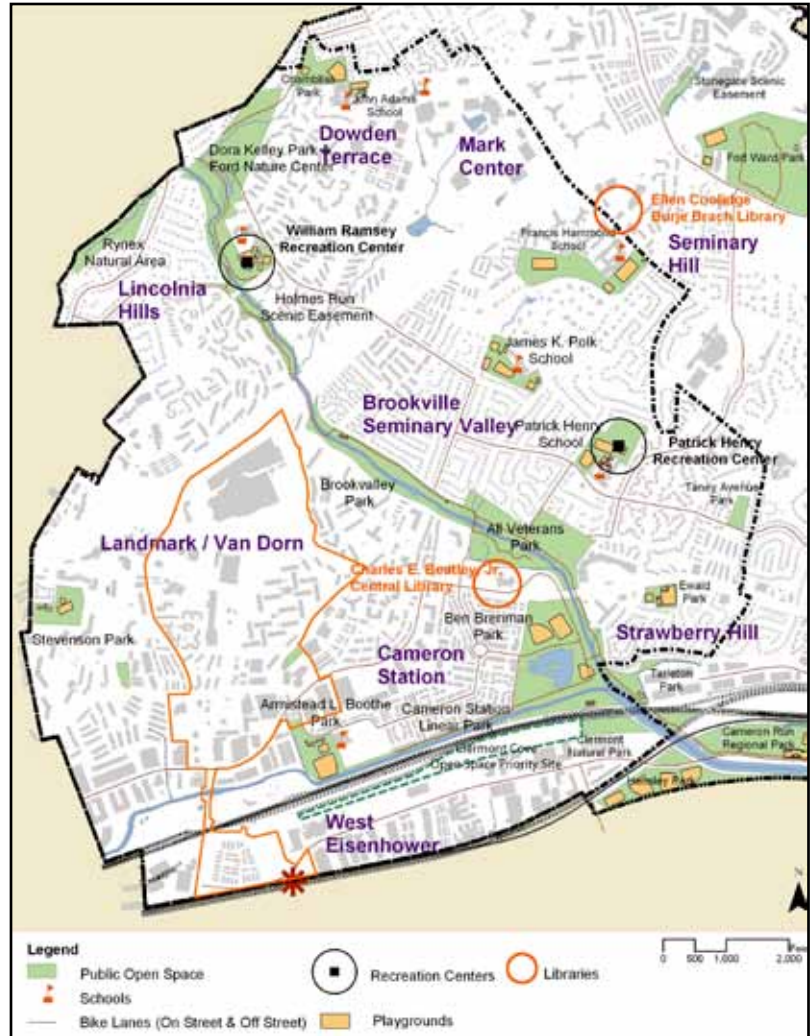 Chambliss
Park
John Adams
School
Stonegate Scenic
Easement
Dowden
Terrace
Mark
Center
Dora Kelley Park
Ford Nature Center
Fort Ward Park
Ellen Coolidge
Burje Brach Library
William Ramsey
Recreation Center
Francis Hammond
School
Seminary
Hill
Rynex
Natural Area
Lincolnia
Hills
Holmes Run
Scenic Easement
James K. Polk
School
Brookville
Seminary Valley
Patrick Henry
School
Patrick Henry
Recreation Center
Brookvalley
Park
Taney Avenue
Park
Landmark / Van Dorn
All Veterans
Park
Charles E. Beatley, Jr.
Central Library
Ewald
Park
Stevenson Park
Ben Brenman
Park
Strawberry Hill
Cameron
Station
Tarleton
Park
Armistead L. Boothe
Park
Cameron Station
Linear Park
Clermont Cove
Open Space Priority Site
Clermont
Natural Park
Cameron Run
Regional Park
Hensley Park
West
Eisenhower
N
Legend
Public Open Space
Recreation Centers
Libraries
Schools
Bike Lanes (On Street & Off Street)
Playgrounds
0 500 1,000 2,000